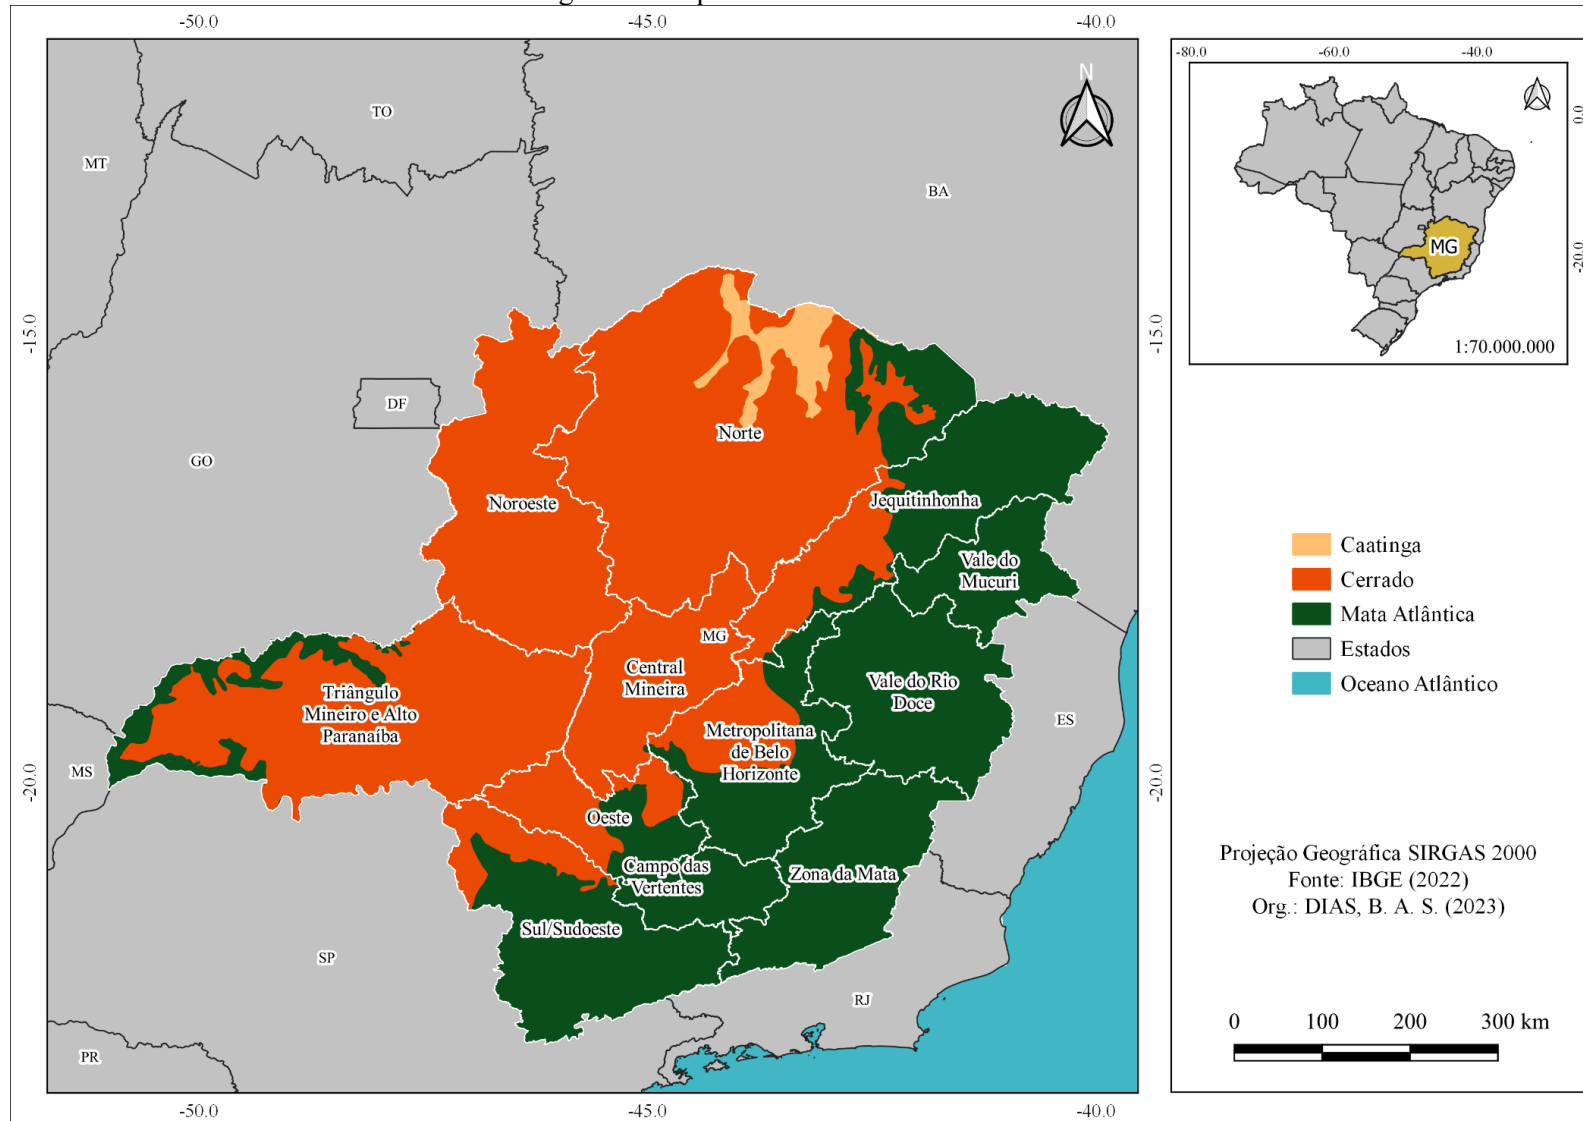 -50.0
-45.0
-40.0
-80.0
-60.0
-40.0
N
TO
MT
BA
0.0
MG
-20.0
1:70.000.000
-15.0
-15.0
DF
GO
Norte
Noroeste
Jequitinhonha
Vale do
Mucuri
MG
Central
Mineira
Vale do Rio
Doce
Triângulo
Mineiro e Alto
Paranaíba
Metropolitana
de Belo
Horizonte
ES
MS
-20.0
-20.0
Oeste
Campo das
Vertentes
Zona da Mata
Sul/Sudoeste
SP
RJ
PR
Caatinga
Cerrado
Mata Atlântica
Estados
Oceano Atlântico
Projeção Geográfica SIRGAS 2000
Fonte: IBGE (2022)
Org.: DIAS, B. A. S. (2023)
0 100 200 300 km
-50.0
-45.0
-40.0